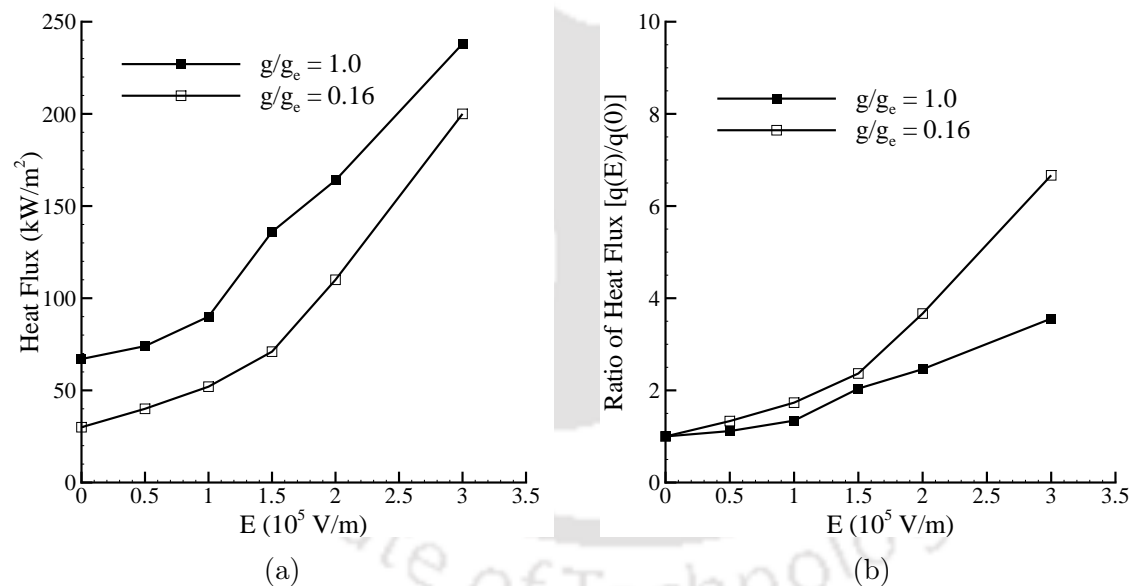 250
200
150
100
50
0
Heat Flux (kW/m²)
g/gₑ = 1.0
g/gₑ = 0.16
0 0.5 1 1.5 2 2.5 3 3.5
E (10⁵ V/m)
(a)
10
8
6
4
2
0
Ratio of Heat Flux [q(E)/q(0)]
g/gₑ = 1.0
g/gₑ = 0.16
0 0.5 1 1.5 2 2.5 3 3.5
E (10⁵ V/m)
(b)
ute of Technolog